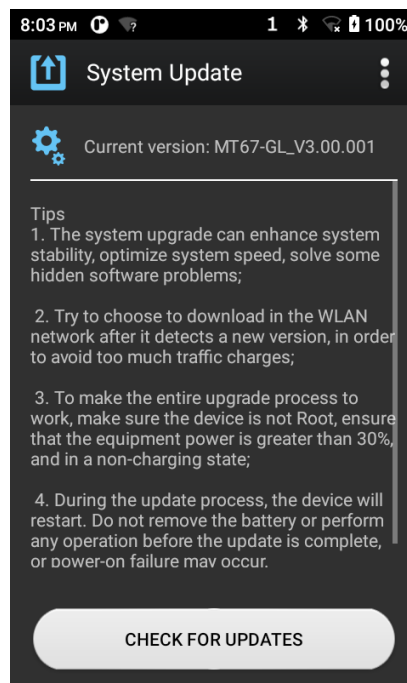 8:03 PM ? 1 100%
System Update
Current version: MT67-GL_V3.00.001
Tips
1. The system upgrade can enhance system
stability, optimize system speed, solve some
hidden software problems;
2. Try to choose to download in the WLAN
network after it detects a new version, in order
to avoid too much traffic charges;
3. To make the entire upgrade process to
work, make sure the device is not Root, ensure
that the equipment power is greater than 30%,
and in a non-charging state;
4. During the update process, the device will
restart. Do not remove the battery or perform
any operation before the update is complete,
or power-on failure may occur.
CHECK FOR UPDATES